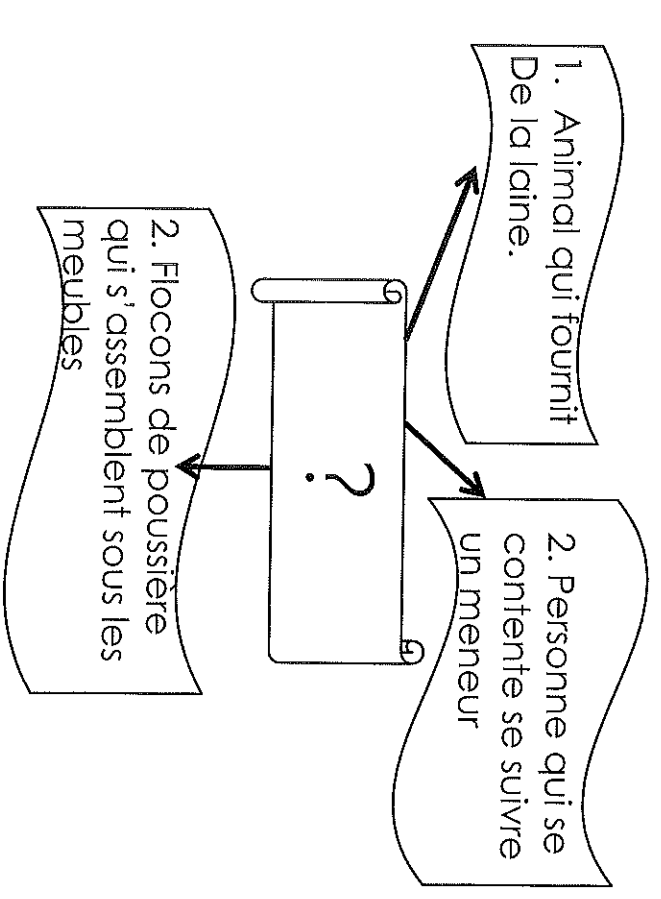 1. Animal qui fournit
De la laine.
2. Personne qui se
contente se suivre
un meneur
?
2. Flocons de poussière
qui s'assemblent sous les
meubles